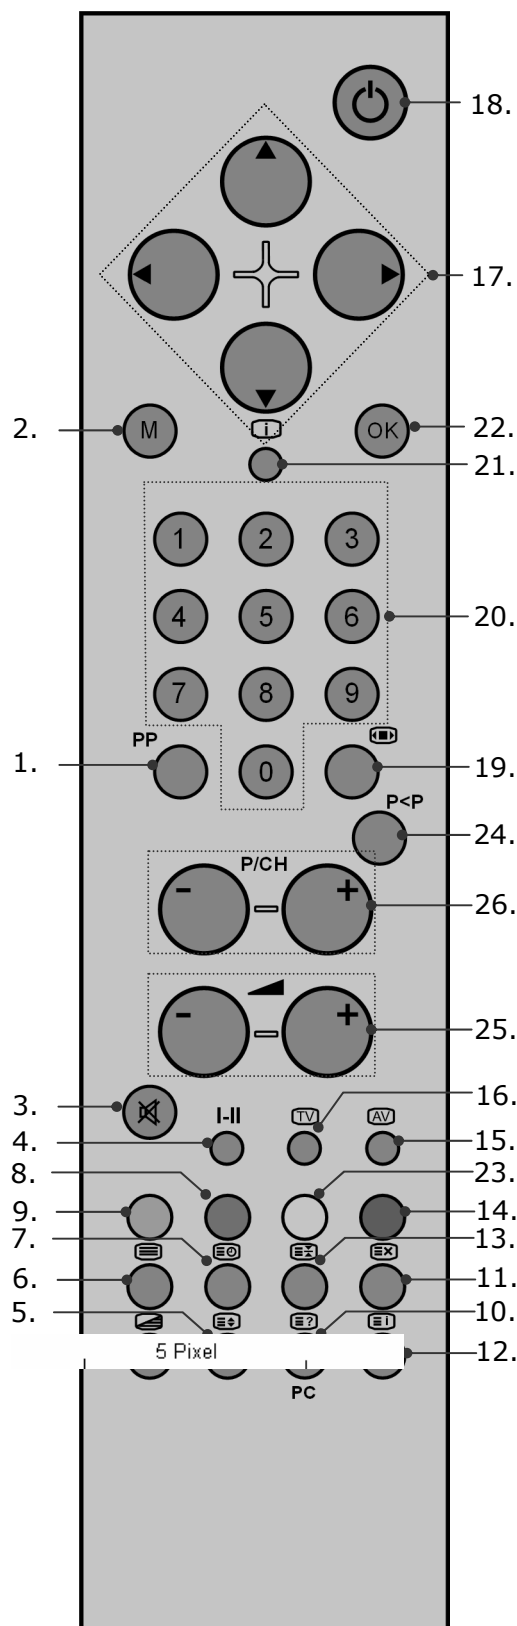 18.
17.
2. M OK 22.
i
21.
1 2 3
4 5 6 20.
7 8 9
PP
1. 0 19.
P<P
24.
P/CH
- + 26.
- + 25.
3. 16.
I-II TV AV
4. 15.
8. 23.
9. 14.
7. 13.
6. 11.
? i
5. 10.
5 Pixel 12.
PC